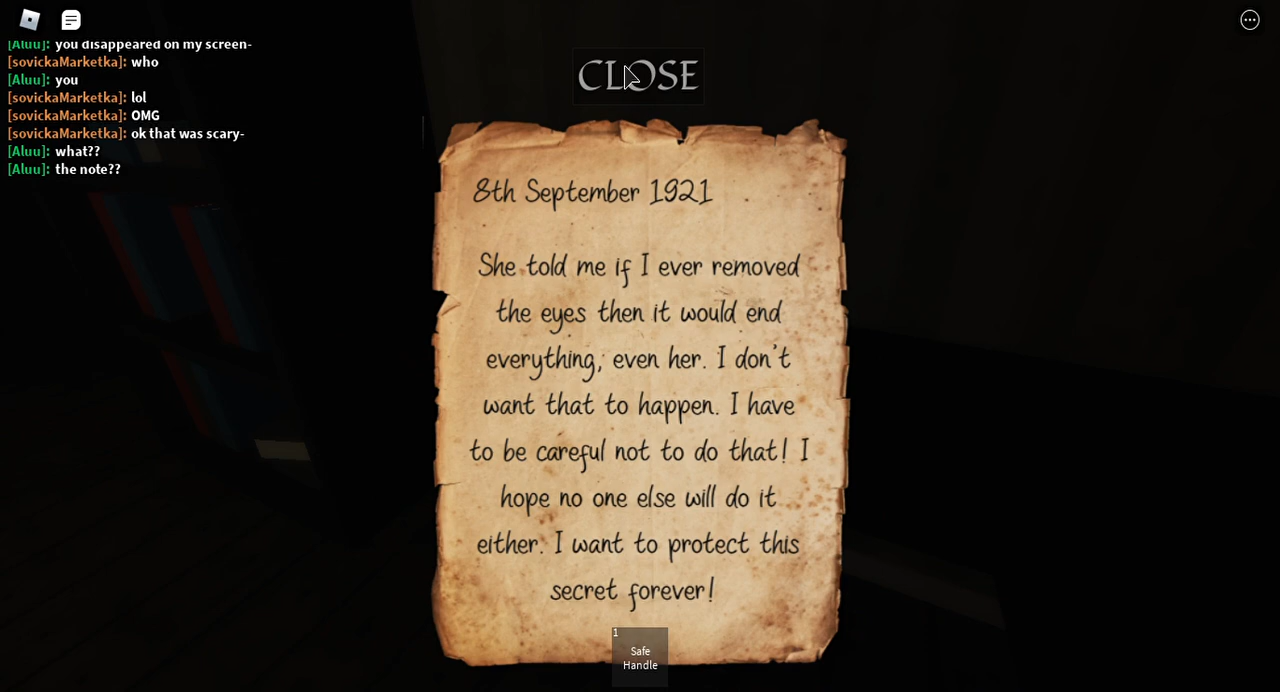 [Aluu]: you disappeared on my screen-
[sovickaMarketka]: who
[Aluu]: you
[sovickaMarketka]: lol
[sovickaMarketka]: OMG
[sovickaMarketka]: ok that was scary-
[Aluu]: what??
[Aluu]: the note??
CLOSE
8th September 1921
She told me if I ever removed
the eyes then it would end
everything, even her. I don't
want that to happen. I have
to be careful not to do that! I
hope no one else will do it
either. I want to protect this
secret forever!
1
Safe
Handle